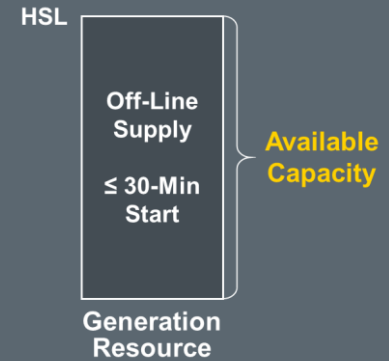 HSL
Off-Line
Supply
≤ 30-Min
Start
Available
Capacity
Generation
Resource